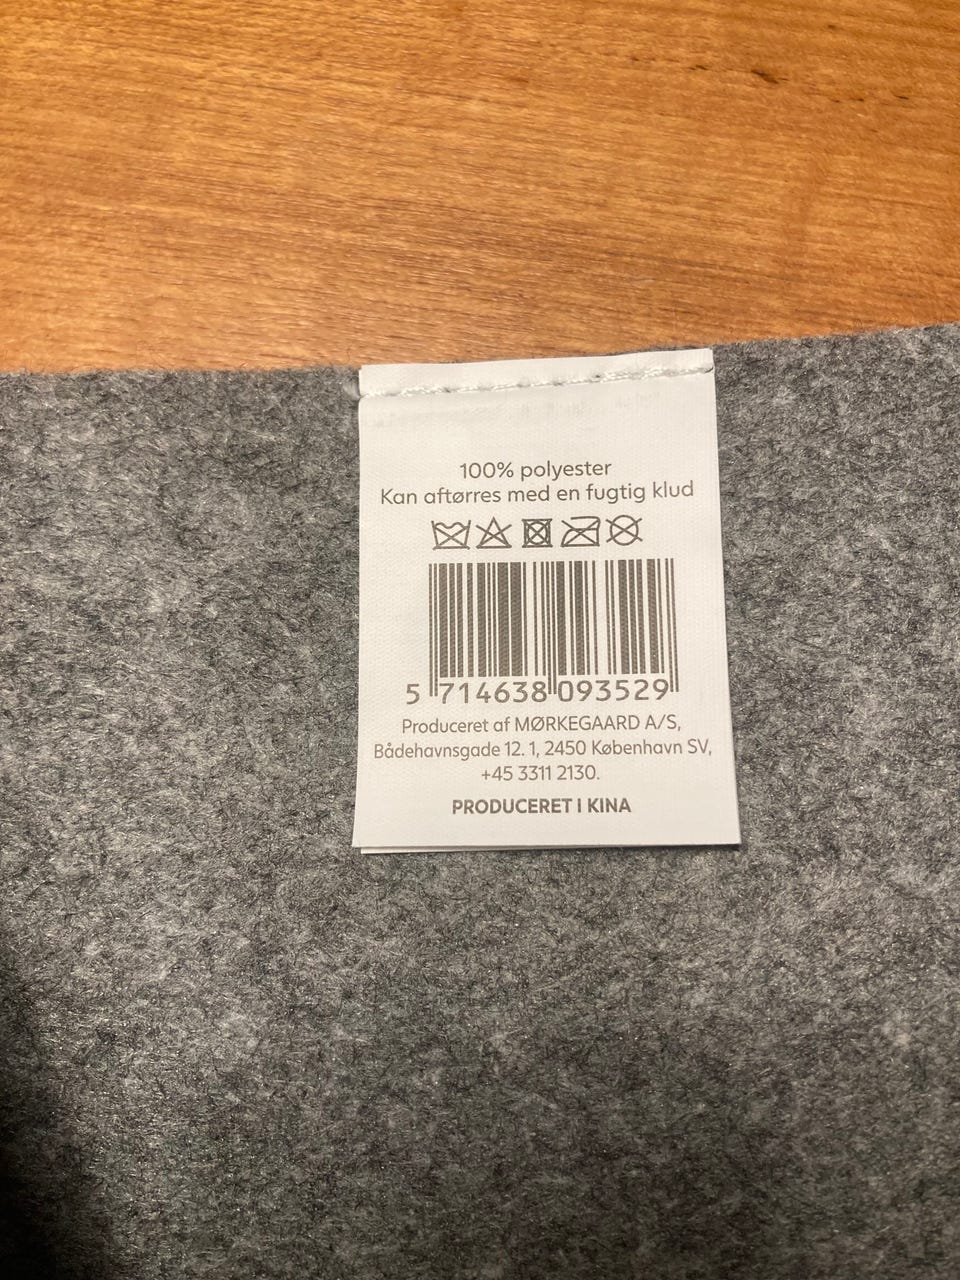 100% polyester
Kan aftørres med en fugtig klud
5 714638 093529
Produceret af MØRKEGAARD A/S,
Bådehavnsgade 12. 1, 2450 København SV,
+45 3311 2130.
PRODUCERET I KINA